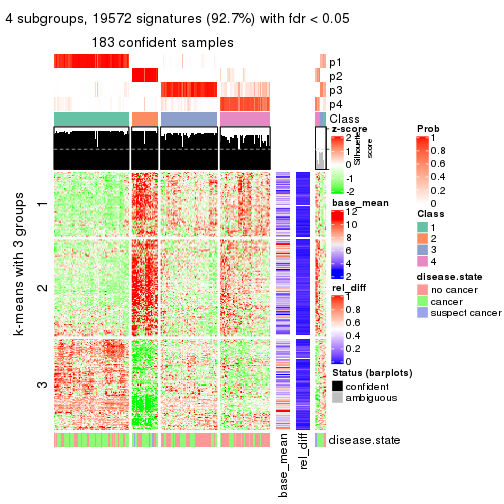 4 subgroups, 19572 signatures (92.7%) with fdr < 0.05
183 confident samples
p1
p2
p3
p4
Class
Silhouette
score
k-means with 3 groups
1
2
3
base_mean
rel_diff
disease.state
z-score
2
1
0
-1
-2
base_mean
12
10
8
6
4
2
rel_diff
1
0.8
0.6
0.4
0.2
0
Status (barplots)
confident
ambiguous
Prob
1
0.8
0.6
0.4
0.2
0
Class
1
2
3
4
disease.state
no cancer
cancer
suspect cancer